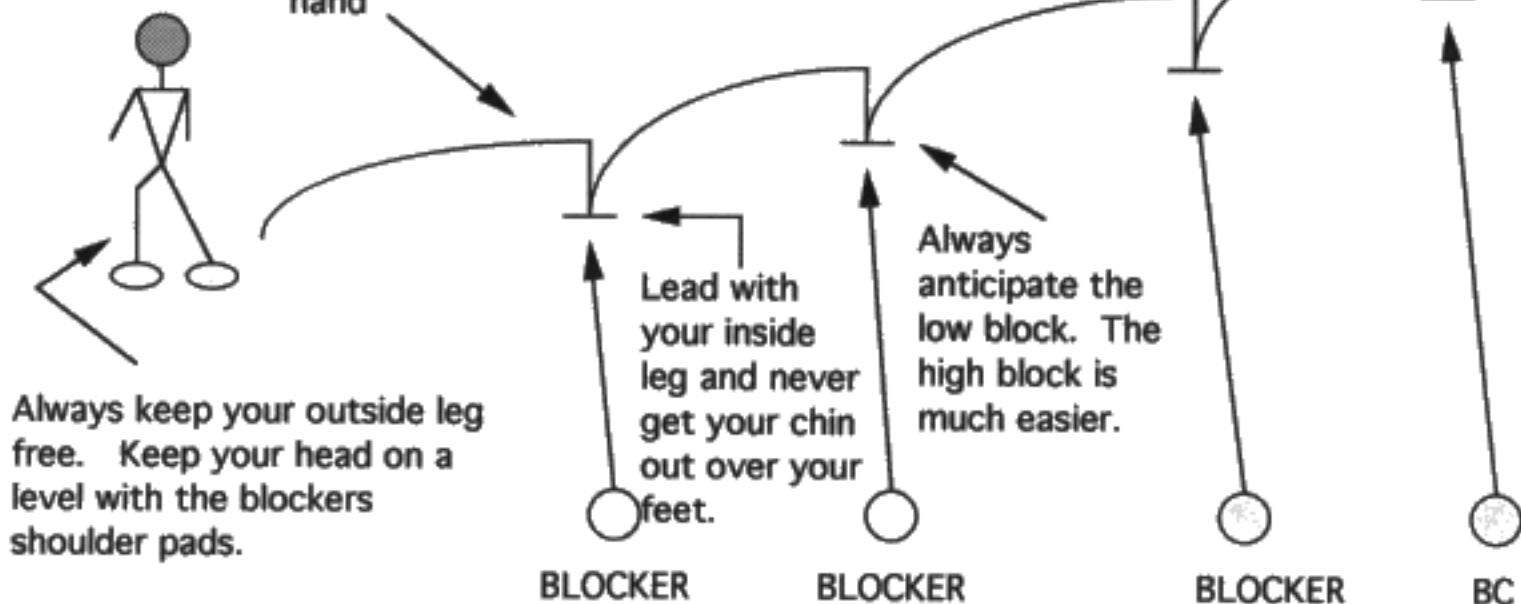 hand
Always
anticipate the
low block. The
high block is
much easier.
Lead with
your inside
leg and never
get your chin
out over your
feet.
Always keep your outside leg
free. Keep your head on a
level with the blockers
shoulder pads.
BLOCKER
BLOCKER
BLOCKER
BC